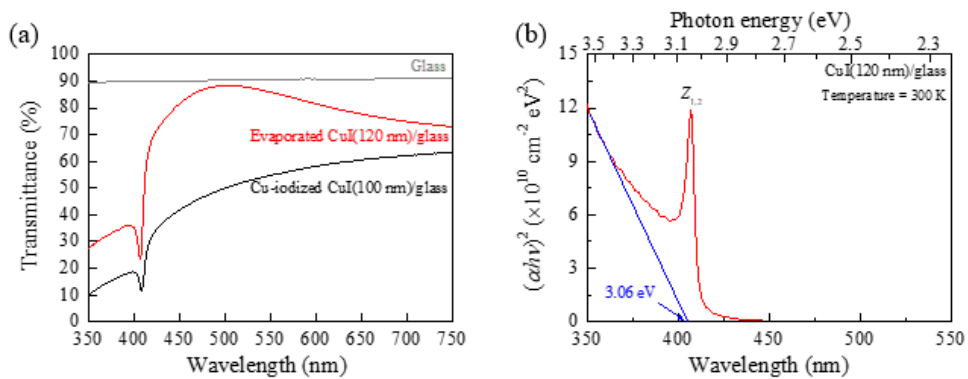 (a)
100
90
80
70
60
50
40
30
20
10
0
Transmittance (%)
Glass
Evaporated CuI(120 nm)/glass
Cu-iodized CuI(100 nm)/glass
350 400 450 500 550 600 650 700 750
Wavelength (nm)
(b)
Photon energy (eV)
3.5 3.3 3.1 3.0 2.9 2.7 2.5 2.3
15
12
9
6
3
0
(αhν)² (×10¹⁰ cm⁻² eV²)
CuI(120 nm)/glass
Temperature = 300 K
Z₁,₂
3.06 eV
350 400 450 500 550
Wavelength (nm)